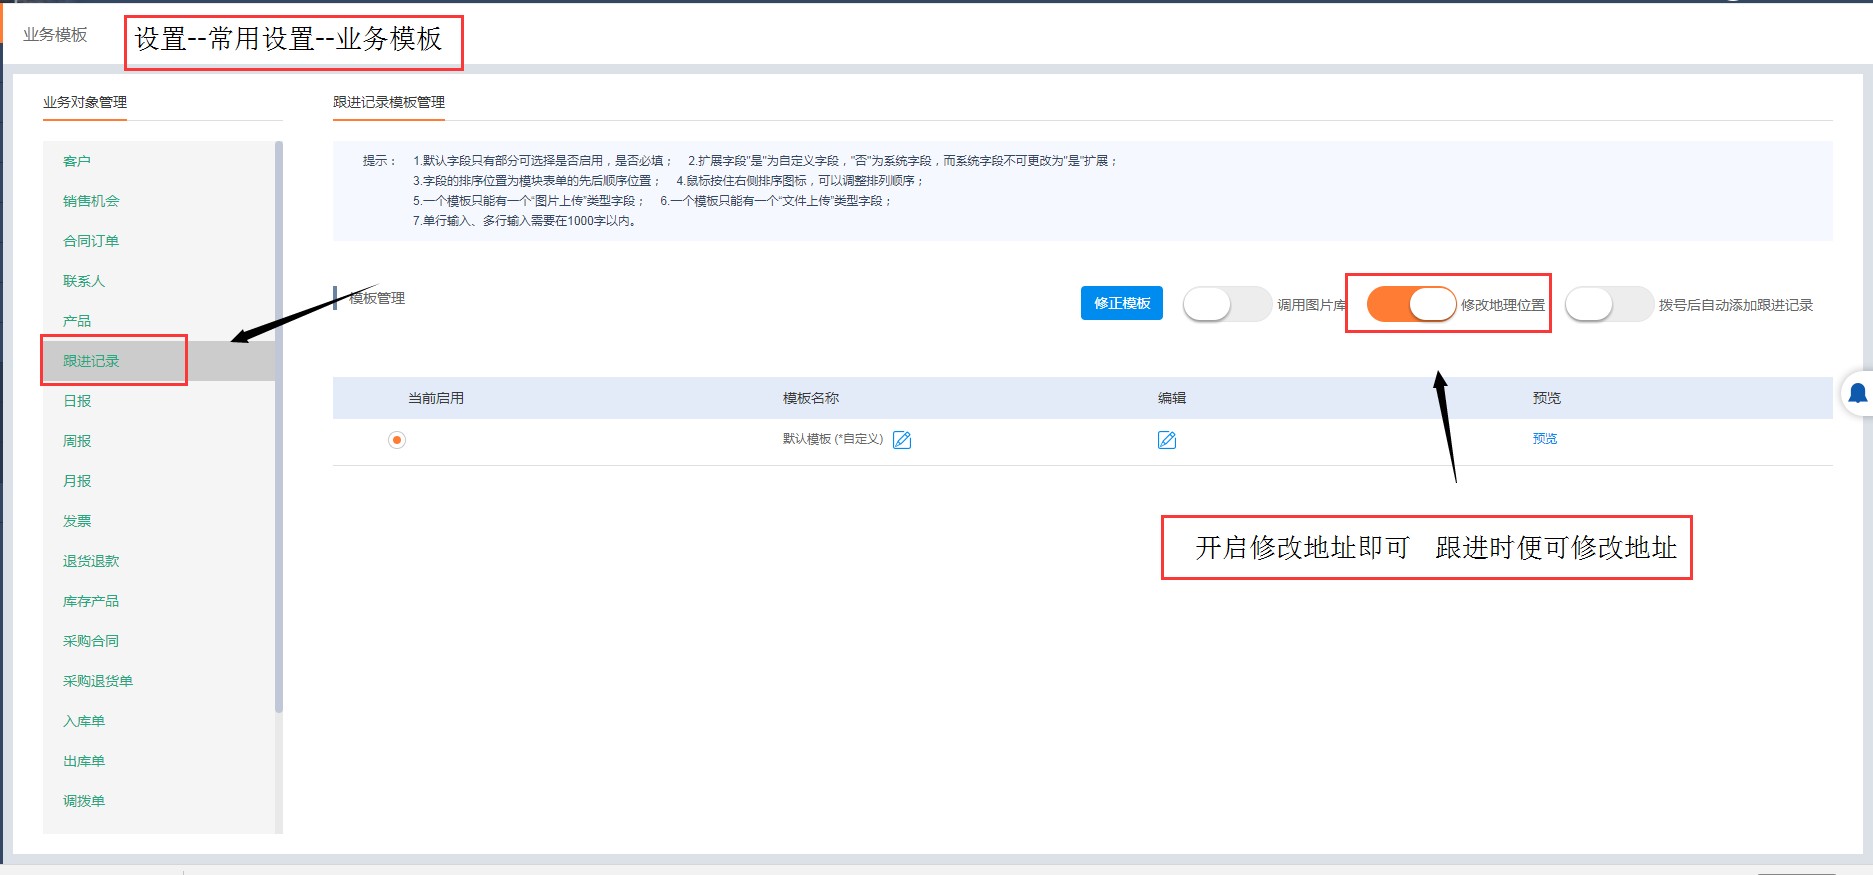 业务模板
设置--常用设置--业务模板
业务对象管理
客户
销售机会
合同订单
联系人
产品
跟进记录
日报
周报
月报
发票
退货退款
库存产品
采购合同
采购退货单
入库单
出库单
调拨单
跟进记录模板管理
提示： 1.默认字段只有部分可选择是否启用，是否必填； 2.扩展字段"是"为自定义字段，"否"为系统字段，而系统字段不可更改为"是"扩展；
3.字段的排序位置为模块表单的先后顺序位置； 4.鼠标按住右侧排序图标，可以调整排列顺序；
5.一个模板只能有一个“图片上传”类型字段； 6.一个模板只能有一个“文件上传”类型字段；
7.单行输入、多行输入需要在1000字以内。
模板管理
修正模板 调用图片库 修改地理位置 拨号后自动添加跟进记录
当前启用 模板名称 编辑 预览
默认模板 (*自定义) 预览
开启修改地址即可 跟进时便可修改地址